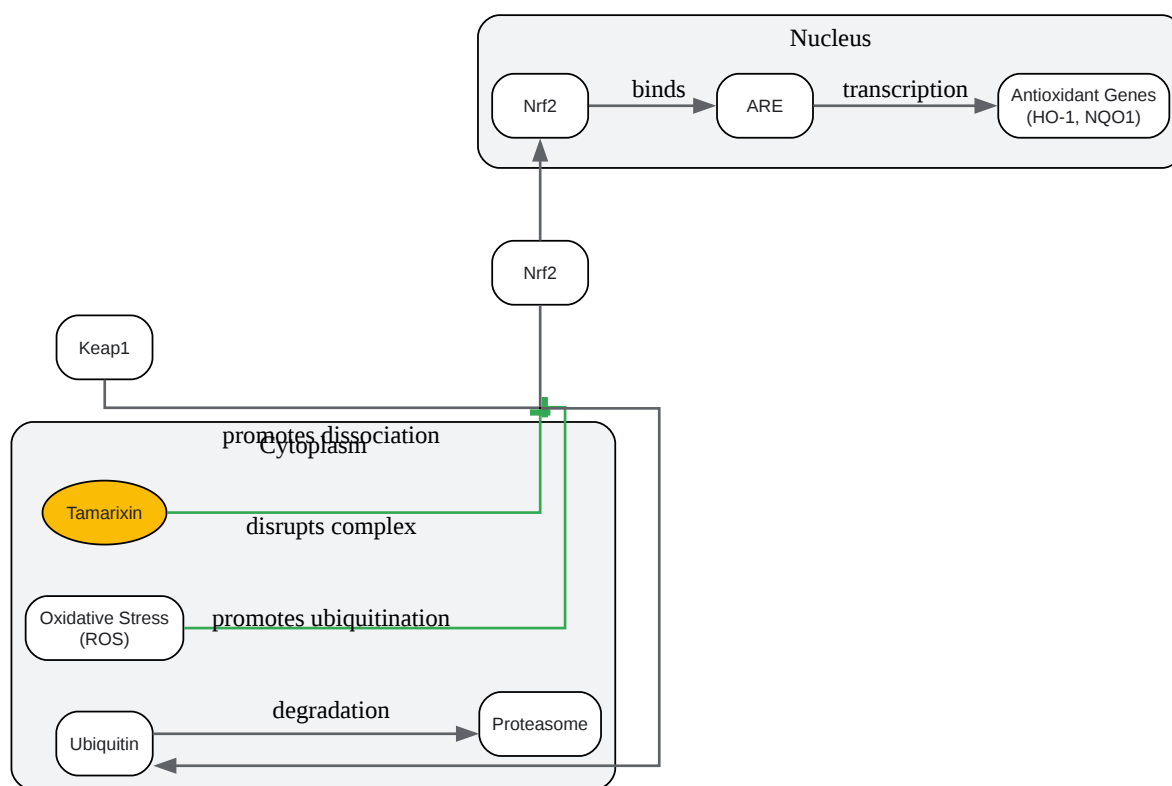 Nucleus
Nrf2
binds
ARE
transcription
Antioxidant Genes
(HO-1, NQO1)
Nrf2
Keap1
promotes dissociation
Cytoplasm
Tamarixin
disrupts complex
Oxidative Stress
(ROS)
promotes ubiquitination
degradation
Proteasome
Ubiquitin